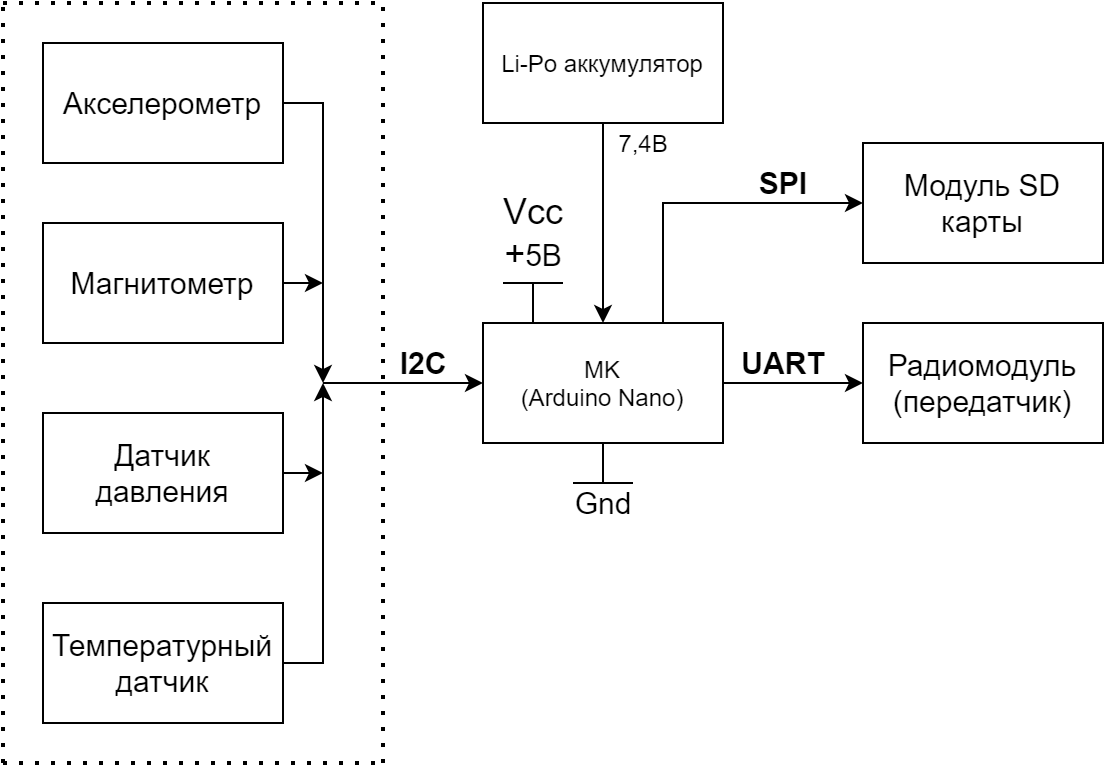 Акселерометр
Магнитометр
Датчик
давления
Температурный
датчик
I2C
Li-Po аккумулятор
7,4В
Vcc
+5В
МК
(Arduino Nano)
Gnd
SPI
Модуль SD
карты
UART
Радиомодуль
(передатчик)